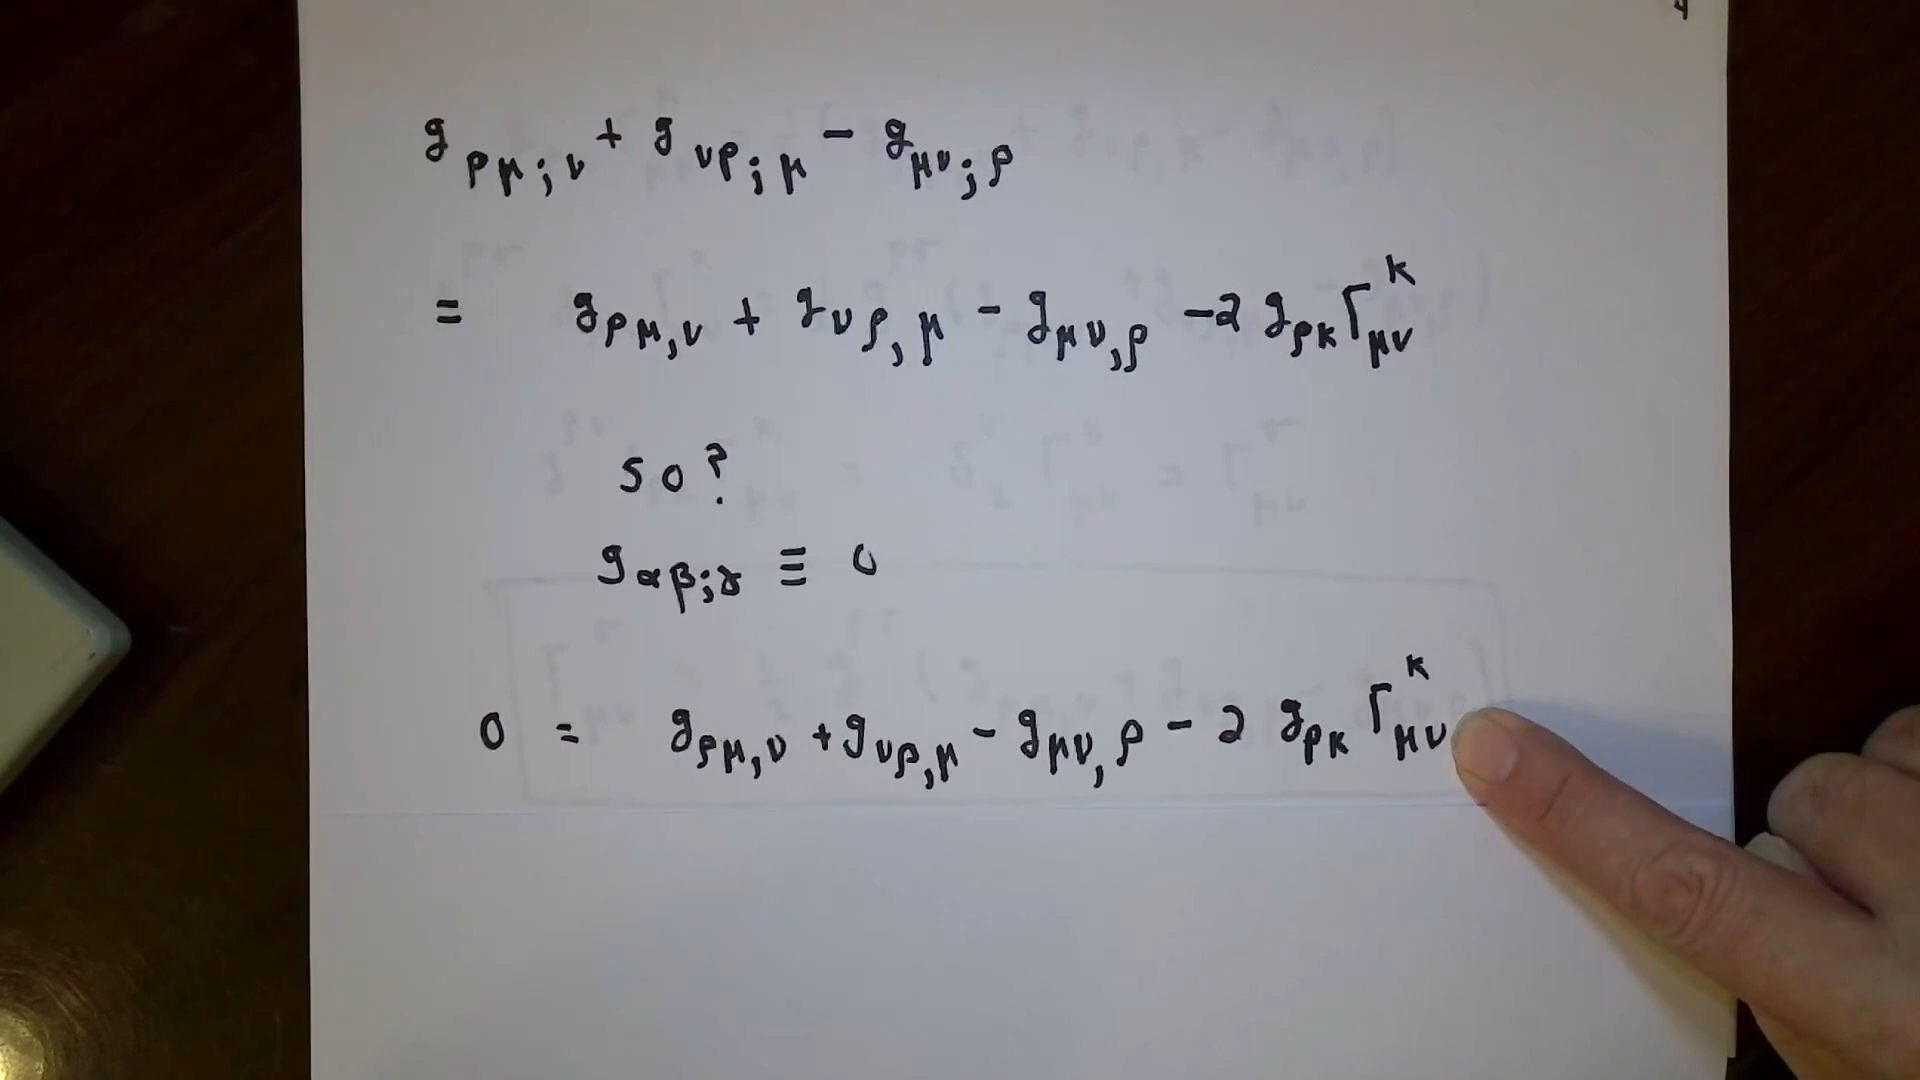 4
g_{ρμ;ν} + g_{νρ;μ} - g_{μν;ρ}
= g_{ρμ,ν} + g_{νρ,μ} - g_{μν,ρ} - 2 g_{ρκ} Γ^κ_{μν}
so?
g_{αβ;γ} ≡ 0
0 = g_{ρμ,ν} + g_{νρ,μ} - g_{μν,ρ} - 2 g_{ρκ} Γ^κ_{μν}